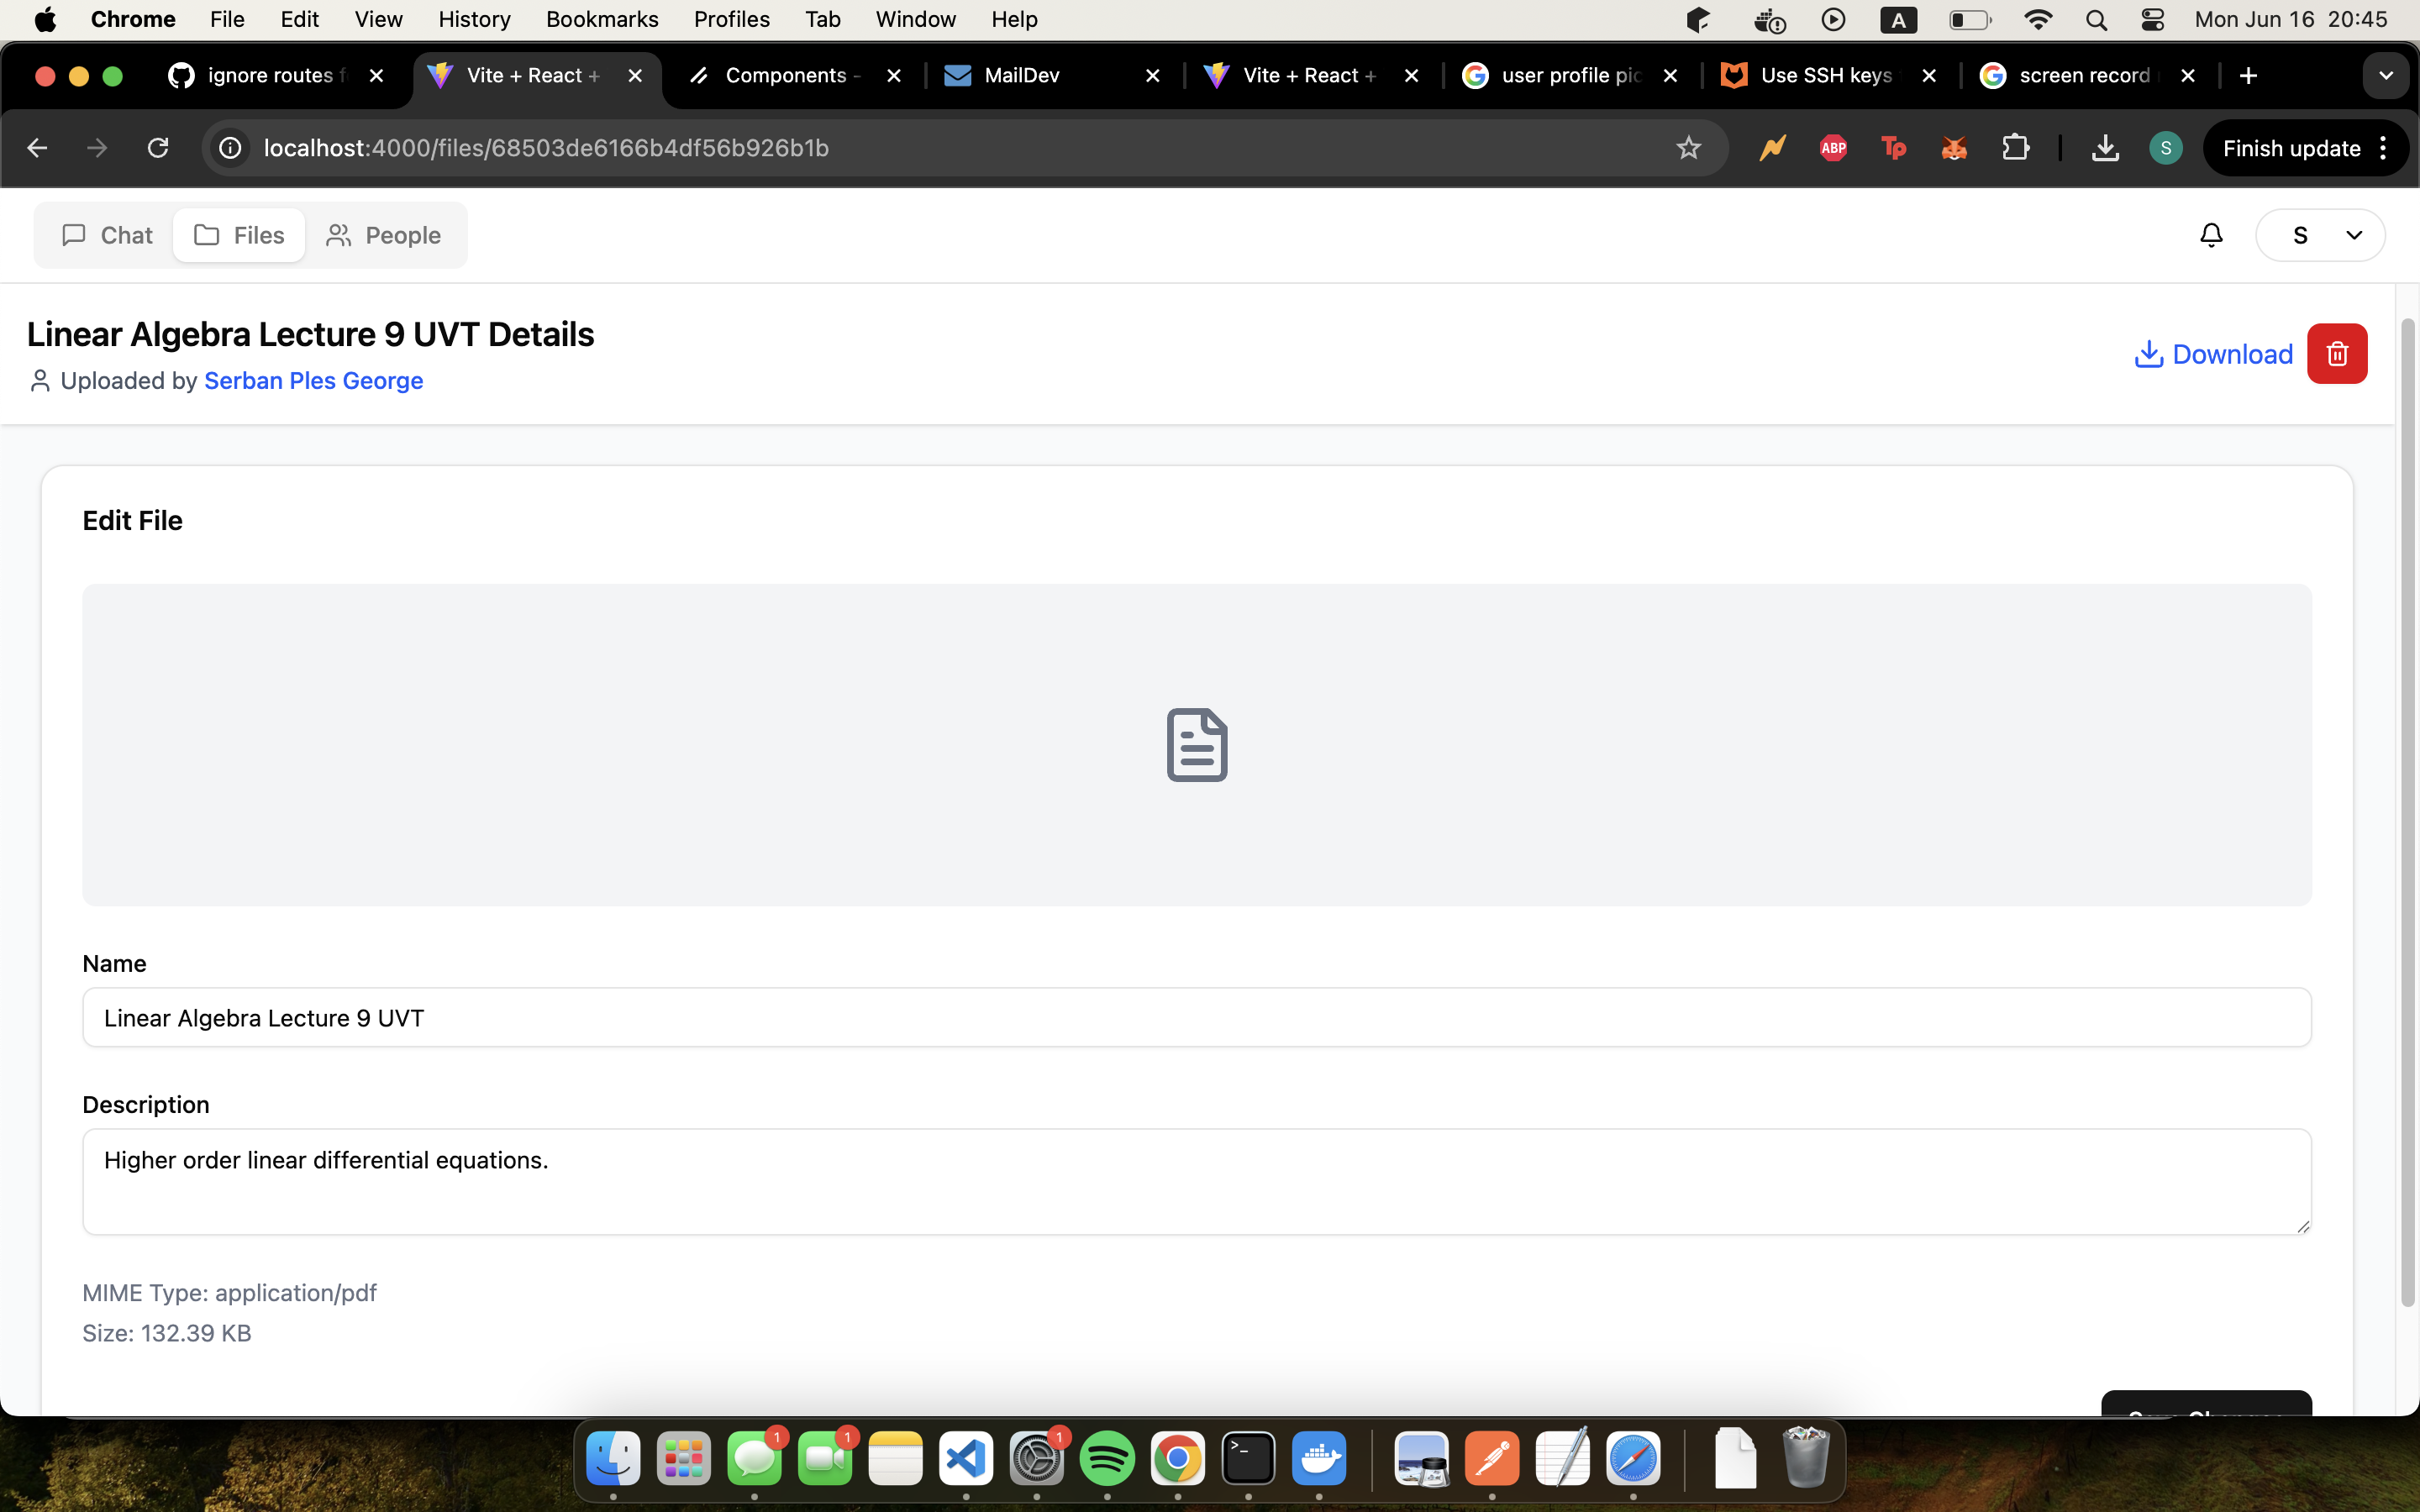 Chrome File Edit View History Bookmarks Profiles Tab Window Help A Mon Jun 16 20:45
ignore routes f Vite + React + Components - MailDev Vite + React + user profile pic Use SSH keys screen record
localhost:4000/files/68503de6166b4df56b926b1b ABP Tp S Finish update
Chat Files People S
Linear Algebra Lecture 9 UVT Details
Download
Uploaded by Serban Ples George
Edit File
Name
Linear Algebra Lecture 9 UVT
Description
Higher order linear differential equations.
MIME Type: application/pdf
Size: 132.39 KB
1 1 1